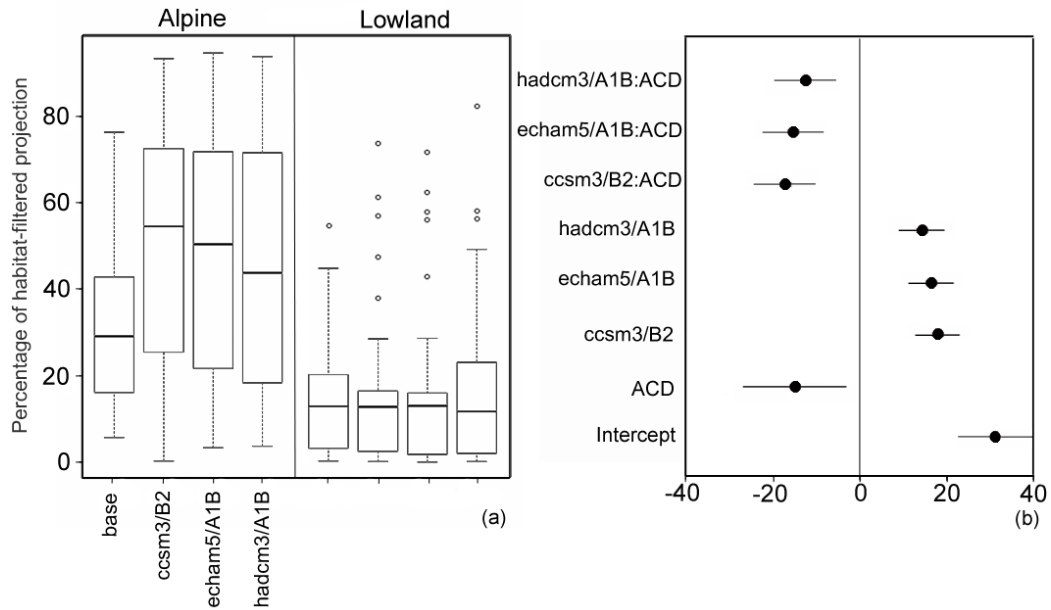 Alpine
Lowland
Percentage of habitat-filtered projection
80
60
40
20
0
base
ccsm3/B2
echam5/A1B
hadcm3/A1B
(a)
hadcm3/A1B:ACD
echam5/A1B:ACD
ccsm3/B2:ACD
hadcm3/A1B
echam5/A1B
ccsm3/B2
ACD
Intercept
-40
-20
0
20
40
(b)